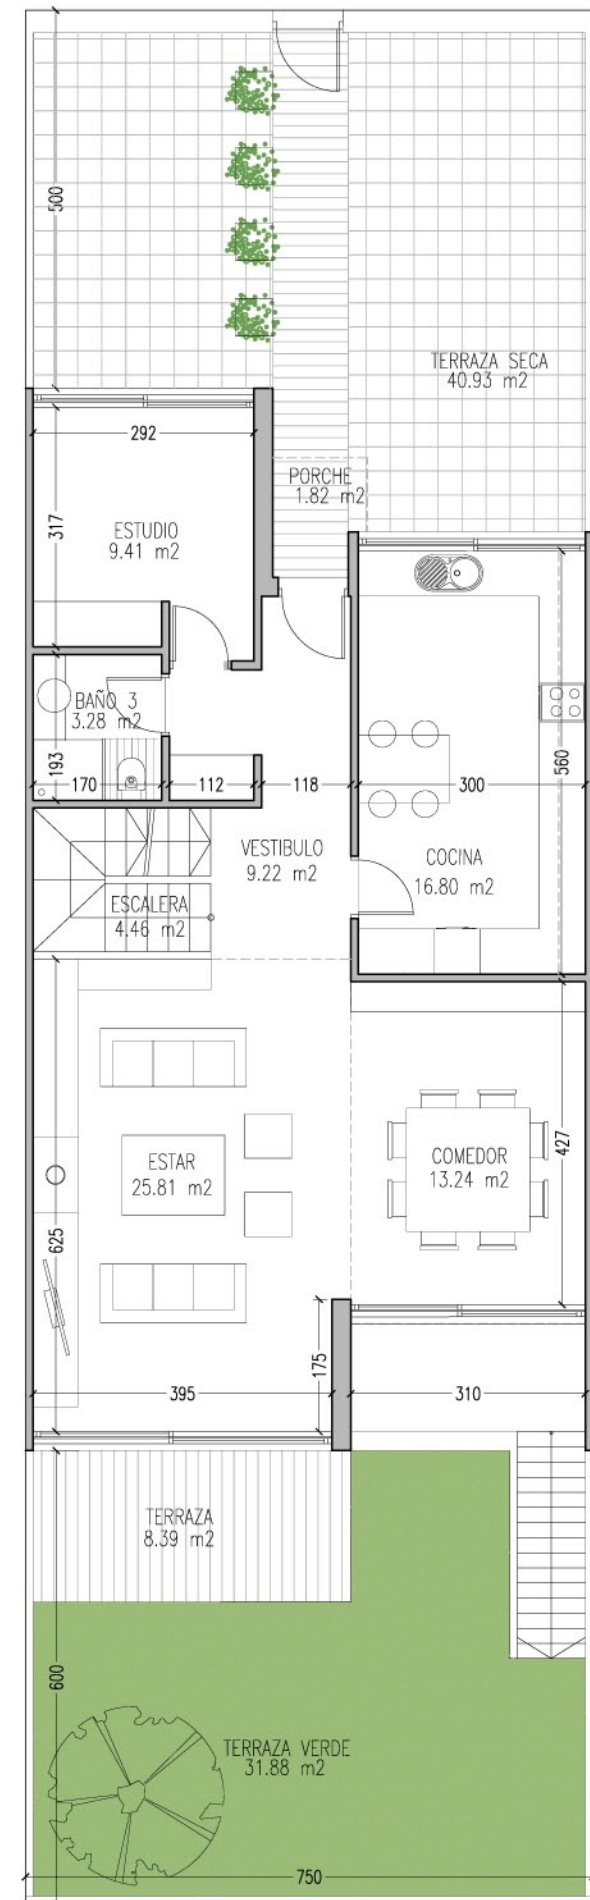 500
TERRAZA SECA
40.93 m2
292
PORCHE
1.82 m2
317
ESTUDIO
9.41 m2
BAÑO 3
3.28 m2
193
170
112
118
300
560
VESTIBULO
9.22 m2
COCINA
16.80 m2
ESCALERA
4.46 m2
427
ESTAR
25.81 m2
COMEDOR
13.24 m2
625
175
395
310
TERRAZA
8.39 m2
600
TERRAZA VERDE
31.88 m2
750